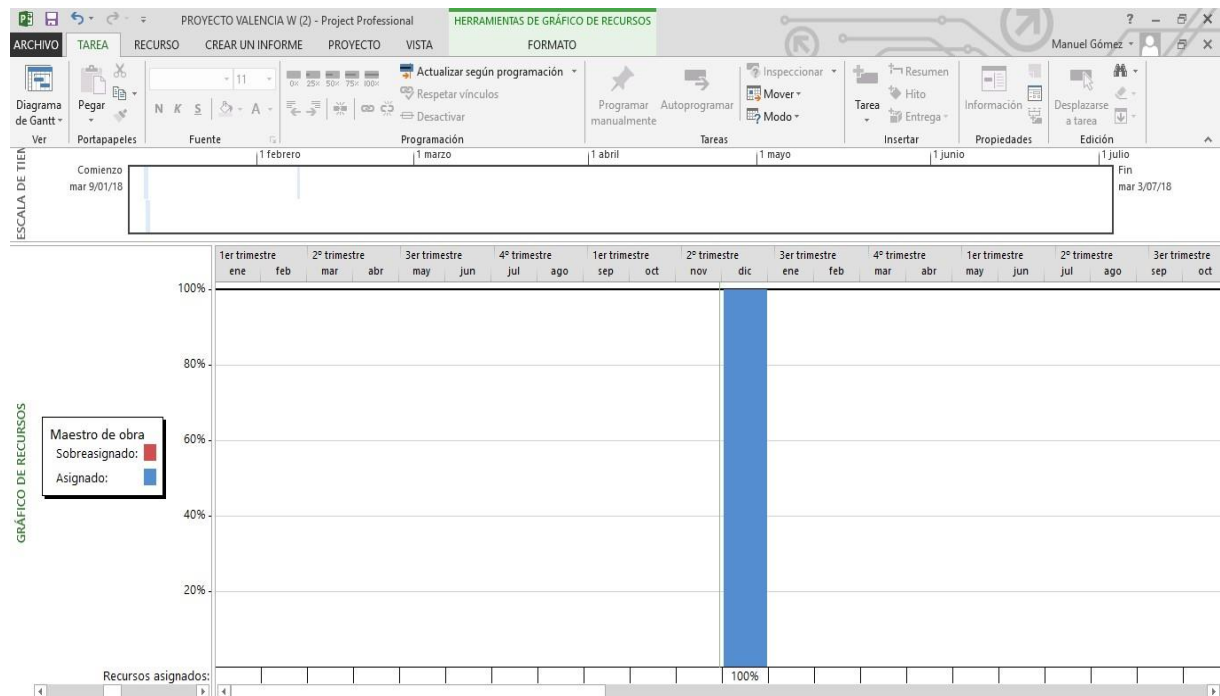 PROYECTO VALENCIA W (2) - Project Professional
HERRAMIENTAS DE GRÁFICO DE RECURSOS
?
ARCHIVO TAREA RECURSO CREAR UN INFORME PROYECTO VISTA FORMATO Manuel Gómez
Diagrama de Gantt
Ver
Pegar
Portapapeles
11
N K S A
Fuente
0× 25× 50× 75× 100×
Actualizar según programación
Respetar vínculos
Desactivar
Programación
Programar manualmente
Autoprogramar
Inspeccionar
Mover
Modo
Tareas
Tarea
Resumen
Hito
Entrega
Insertar
Información
Propiedades
Desplazarse a tarea
Edición
ESCALA DE TIEM
1 febrero 1 marzo 1 abril 1 mayo 1 junio 1 julio
Comienzo
mar 9/01/18
Fin
mar 3/07/18
1er trimestre 2º trimestre 3er trimestre 4º trimestre 1er trimestre 2º trimestre 3er trimestre 4º trimestre 1er trimestre 2º trimestre 3er trimestre
ene feb mar abr may jun jul ago sep oct nov dic ene feb mar abr may jun jul ago sep oct
100%
80%
60%
40%
20%
GRÁFICO DE RECURSOS
Maestro de obra
Sobreasignado:
Asignado:
Recursos asignados: 100%